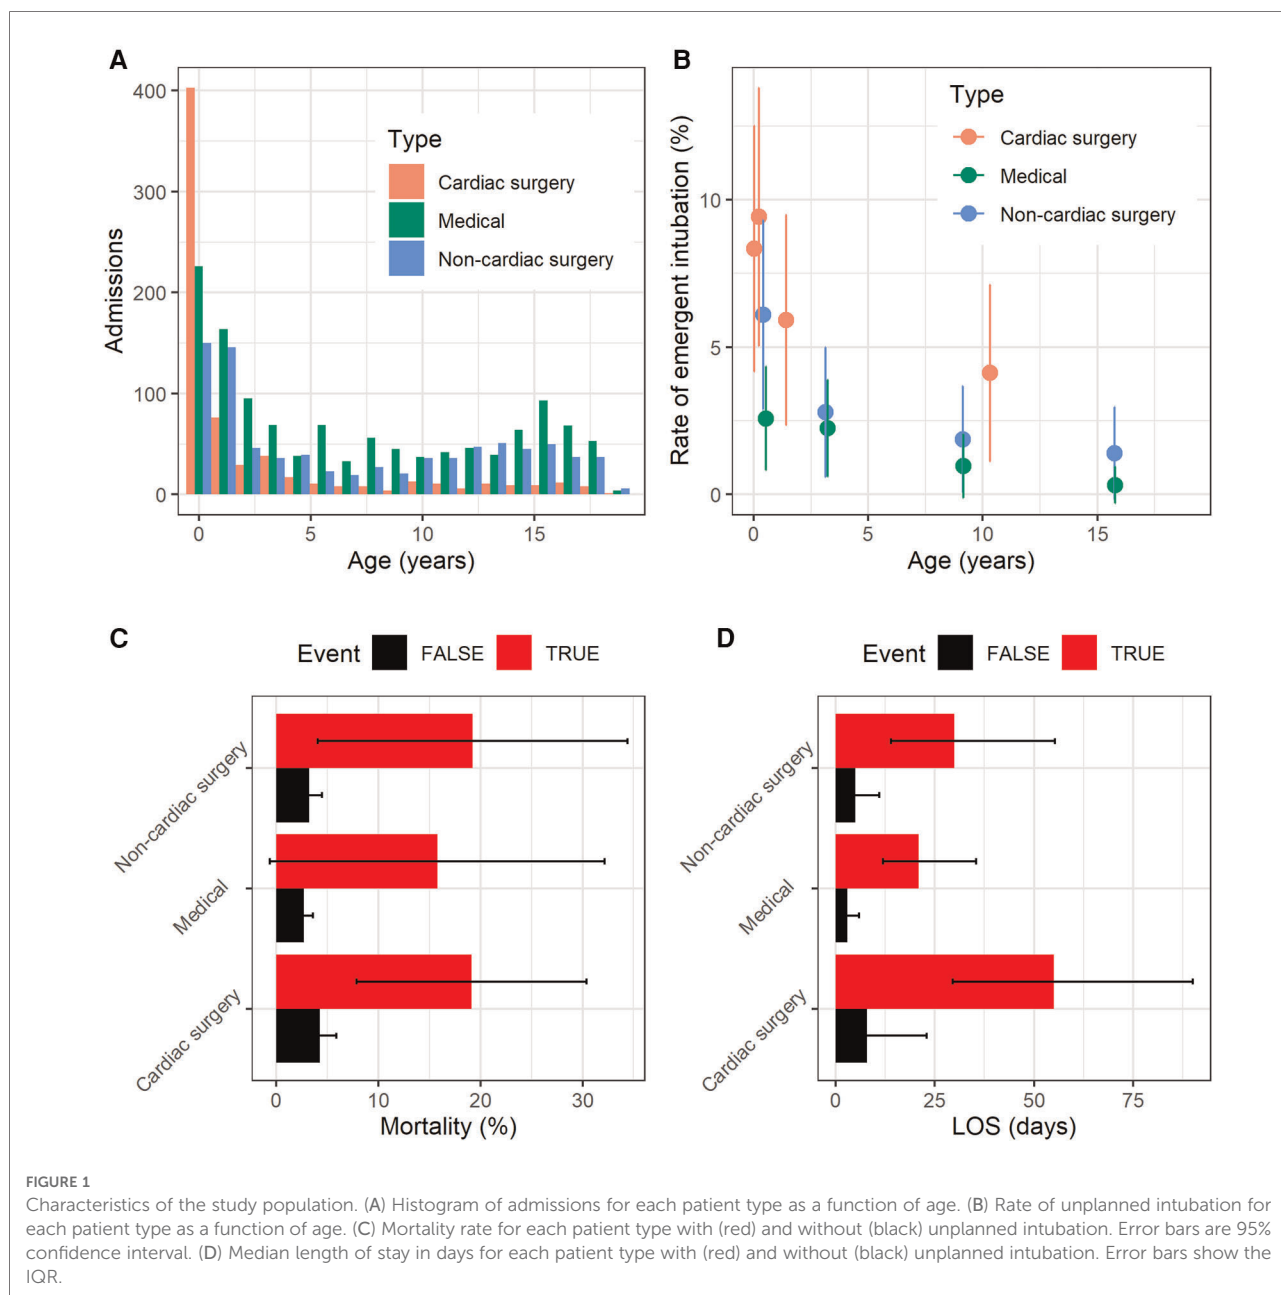 A
400
300
200
100
0
Admissions
Type
Cardiac surgery
Medical
Non-cardiac surgery
0 5 10 15
Age (years)
B
10
5
0
Rate of emergent intubation (%)
Type
Cardiac surgery
Medical
Non-cardiac surgery
0 5 10 15
Age (years)
C
Event FALSE TRUE
Non-cardiac surgery
Medical
Cardiac surgery
0 10 20 30
Mortality (%)
D
Event FALSE TRUE
Non-cardiac surgery
Medical
Cardiac surgery
0 25 50 75
LOS (days)
FIGURE 1
Characteristics of the study population. (A) Histogram of admissions for each patient type as a function of age. (B) Rate of unplanned intubation for
each patient type as a function of age. (C) Mortality rate for each patient type with (red) and without (black) unplanned intubation. Error bars are 95%
confidence interval. (D) Median length of stay in days for each patient type with (red) and without (black) unplanned intubation. Error bars show the
IQR.